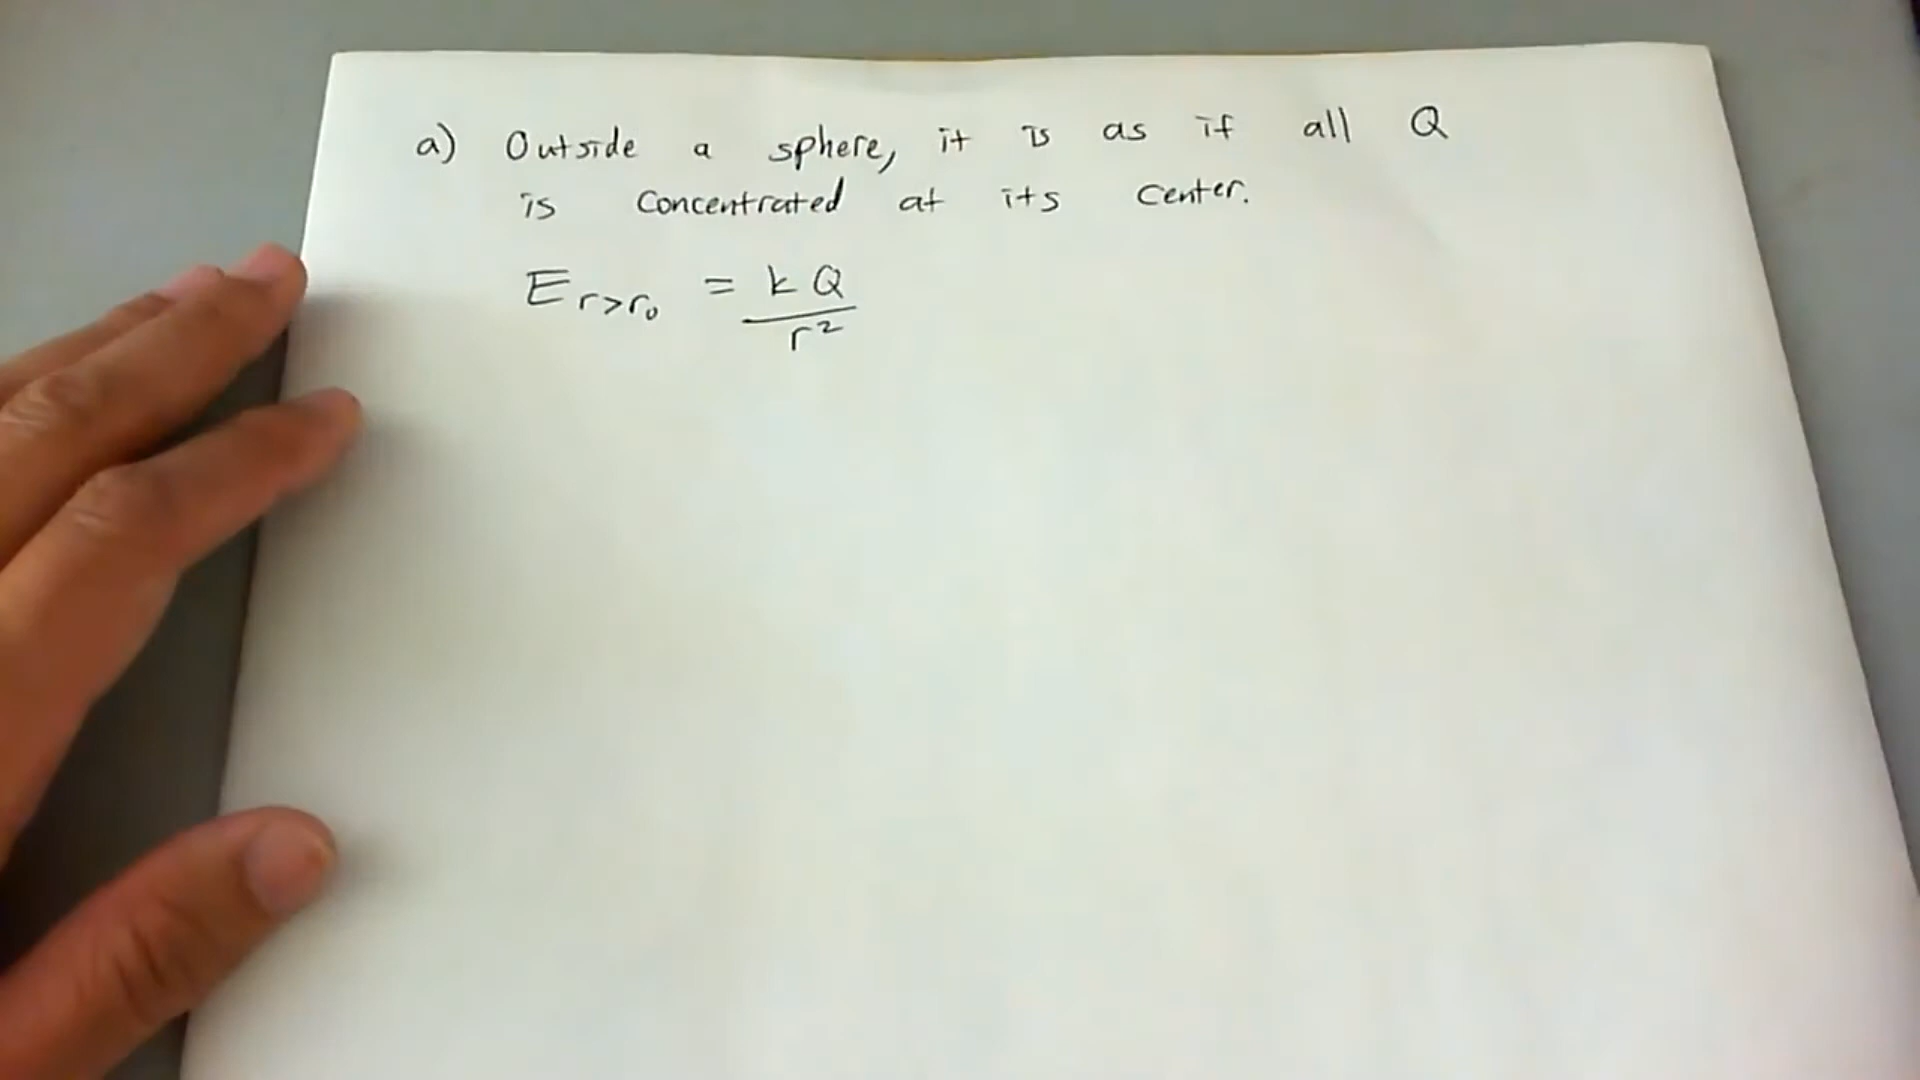 a) Outside a sphere, it is as if all Q
is concentrated at its center.
E r>r₀ = kQ / r²